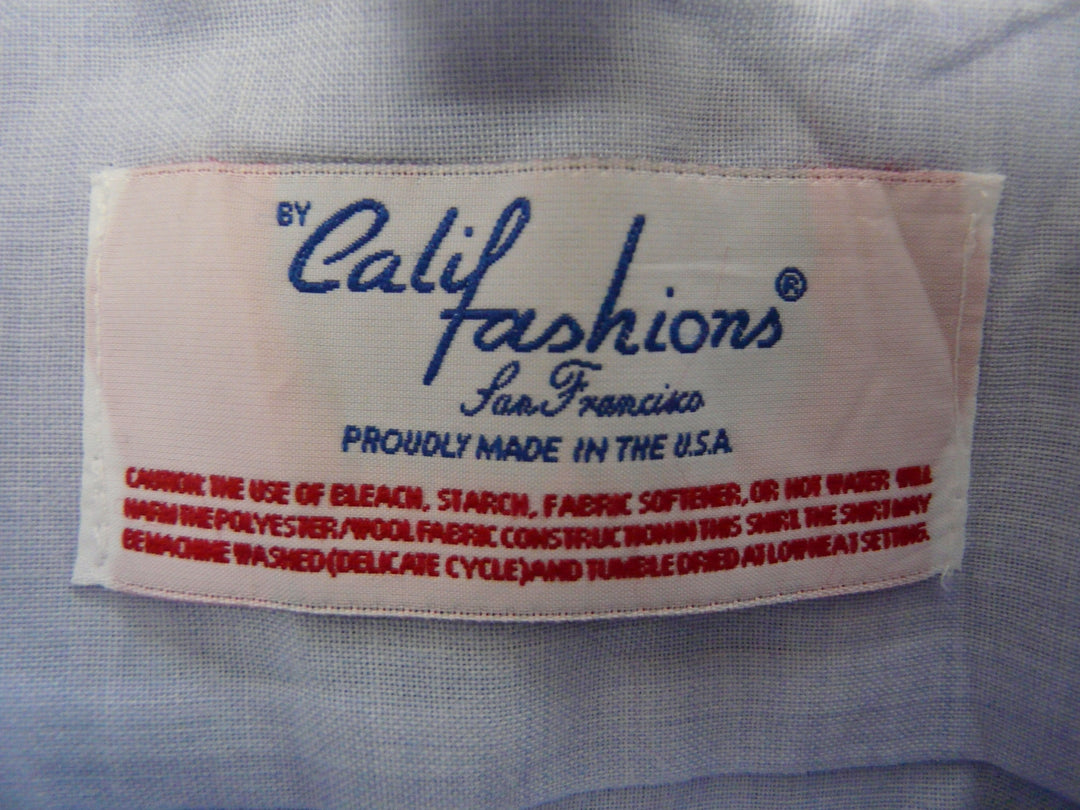 BY
Calif
fashions®
San Francisco
PROUDLY MADE IN THE U.S.A.
CAUTION: THE USE OF BLEACH, STARCH, FABRIC SOFTENER, OR HOT WATER WILL
HARM THE POLYESTER/WOOL FABRIC CONSTRUCTION IN THIS SHIRT. THE SHIRT MAY
BE MACHINE WASHED (DELICATE CYCLE) AND TUMBLE DRIED AT LOW HEAT SETTING.